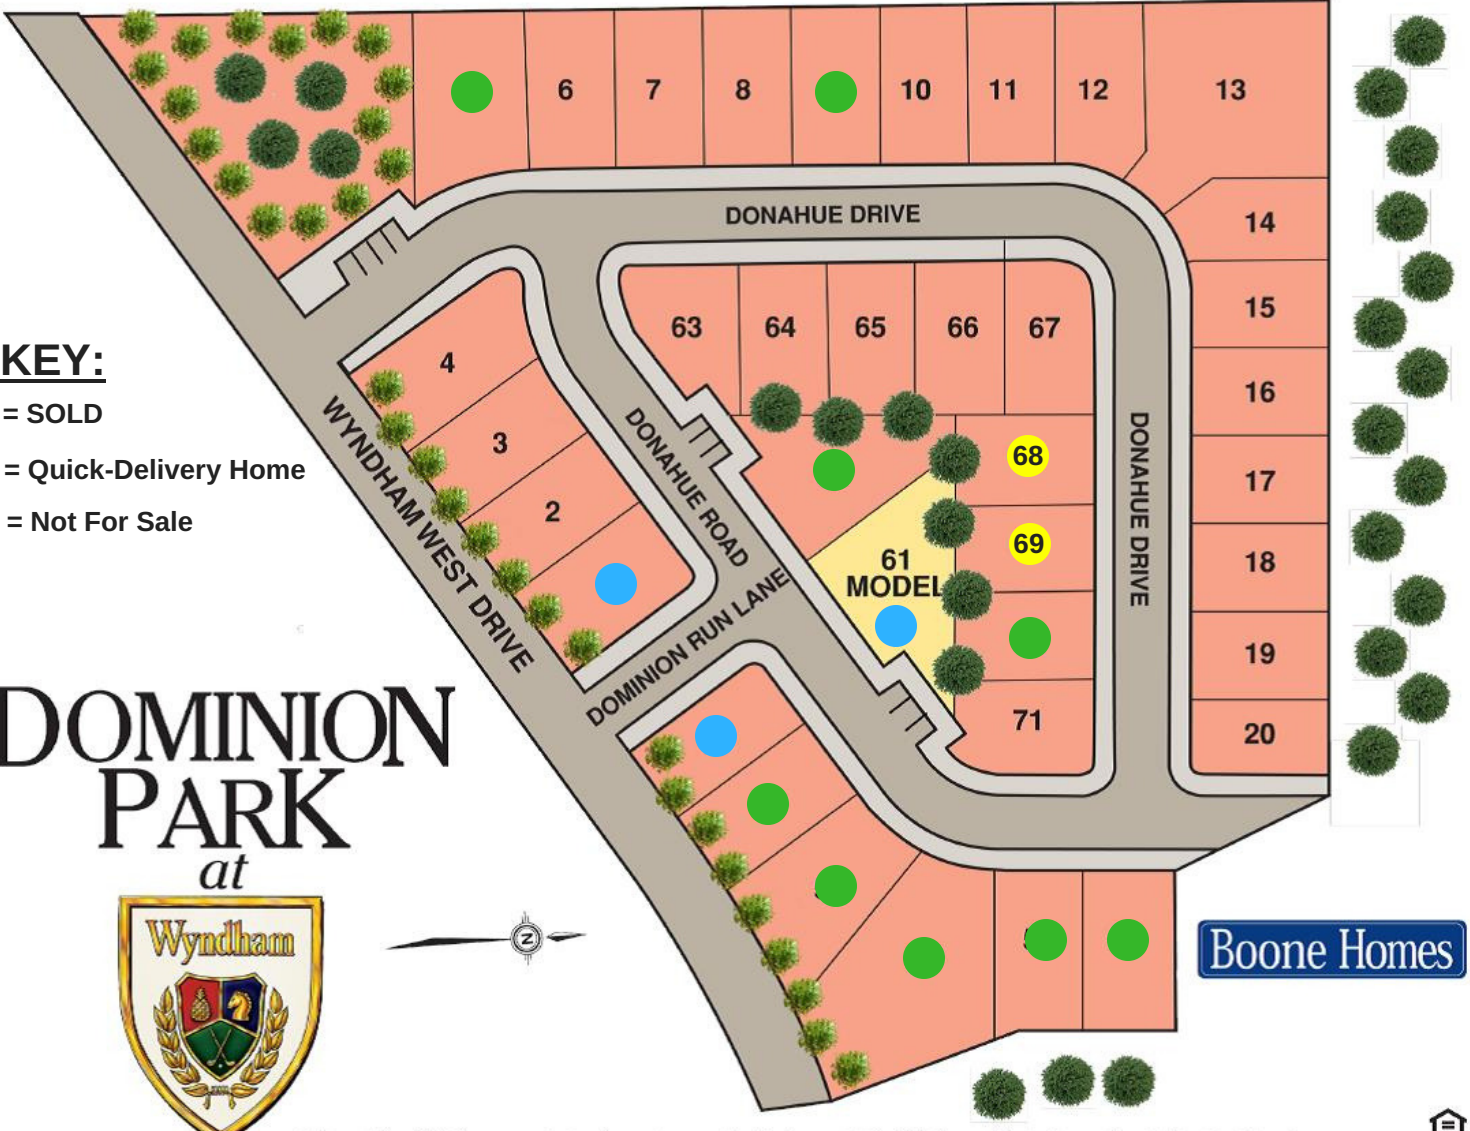 6 7 8 10 11 12 13
DONAHUE DRIVE
14
15
16
17
18
19
20
63 64 65 66 67
68
69
71
61
MODEL
4
3
2
DONAHUE ROAD
DONAHUE DRIVE
WYNDHAM WEST DRIVE
DOMINION RUN LANE
KEY:
= SOLD
= Quick-Delivery Home
= Not For Sale
DOMINION
PARK
at
Wyndham
N
Boone Homes